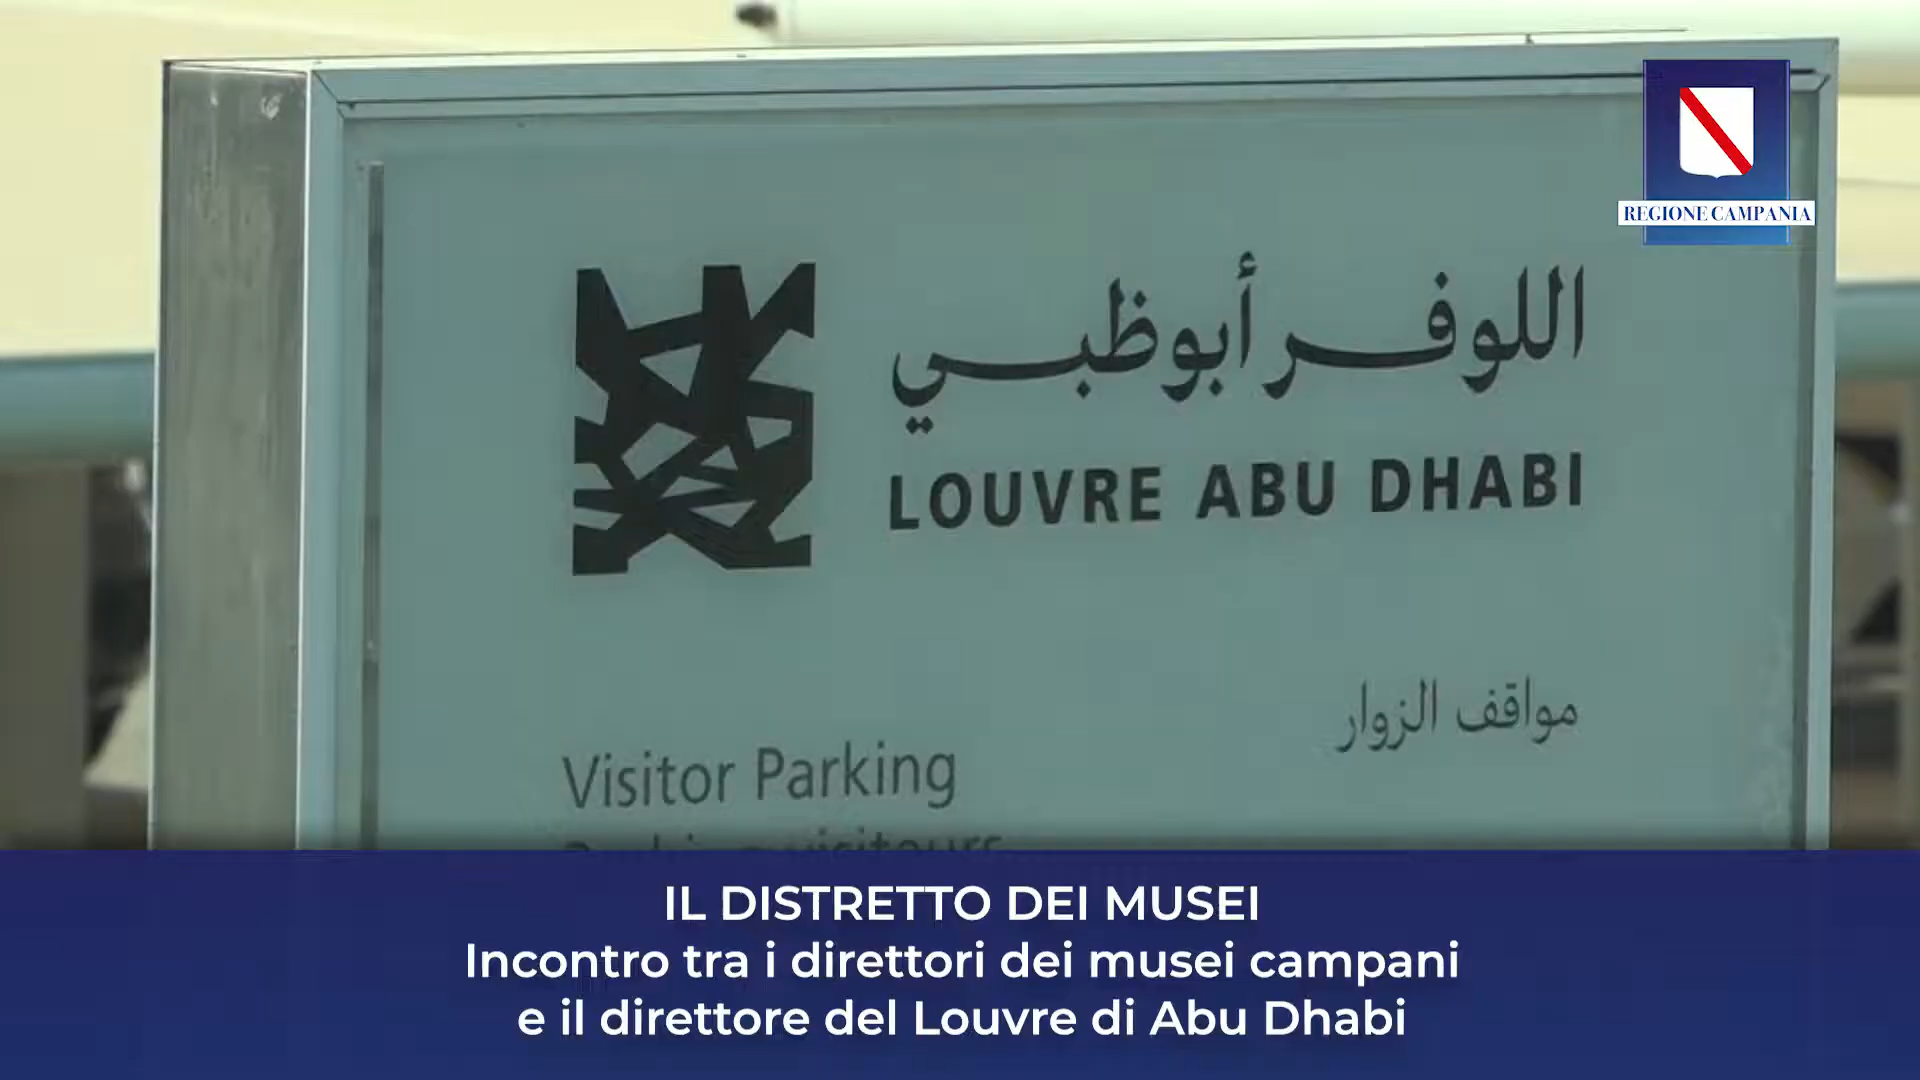 REGIONE CAMPANIA
اللوفر أبوظبي
LOUVRE ABU DHABI
مواقف الزوار
Visitor Parking
IL DISTRETTO DEI MUSEI
Incontro tra i direttori dei musei campani
e il direttore del Louvre di Abu Dhabi